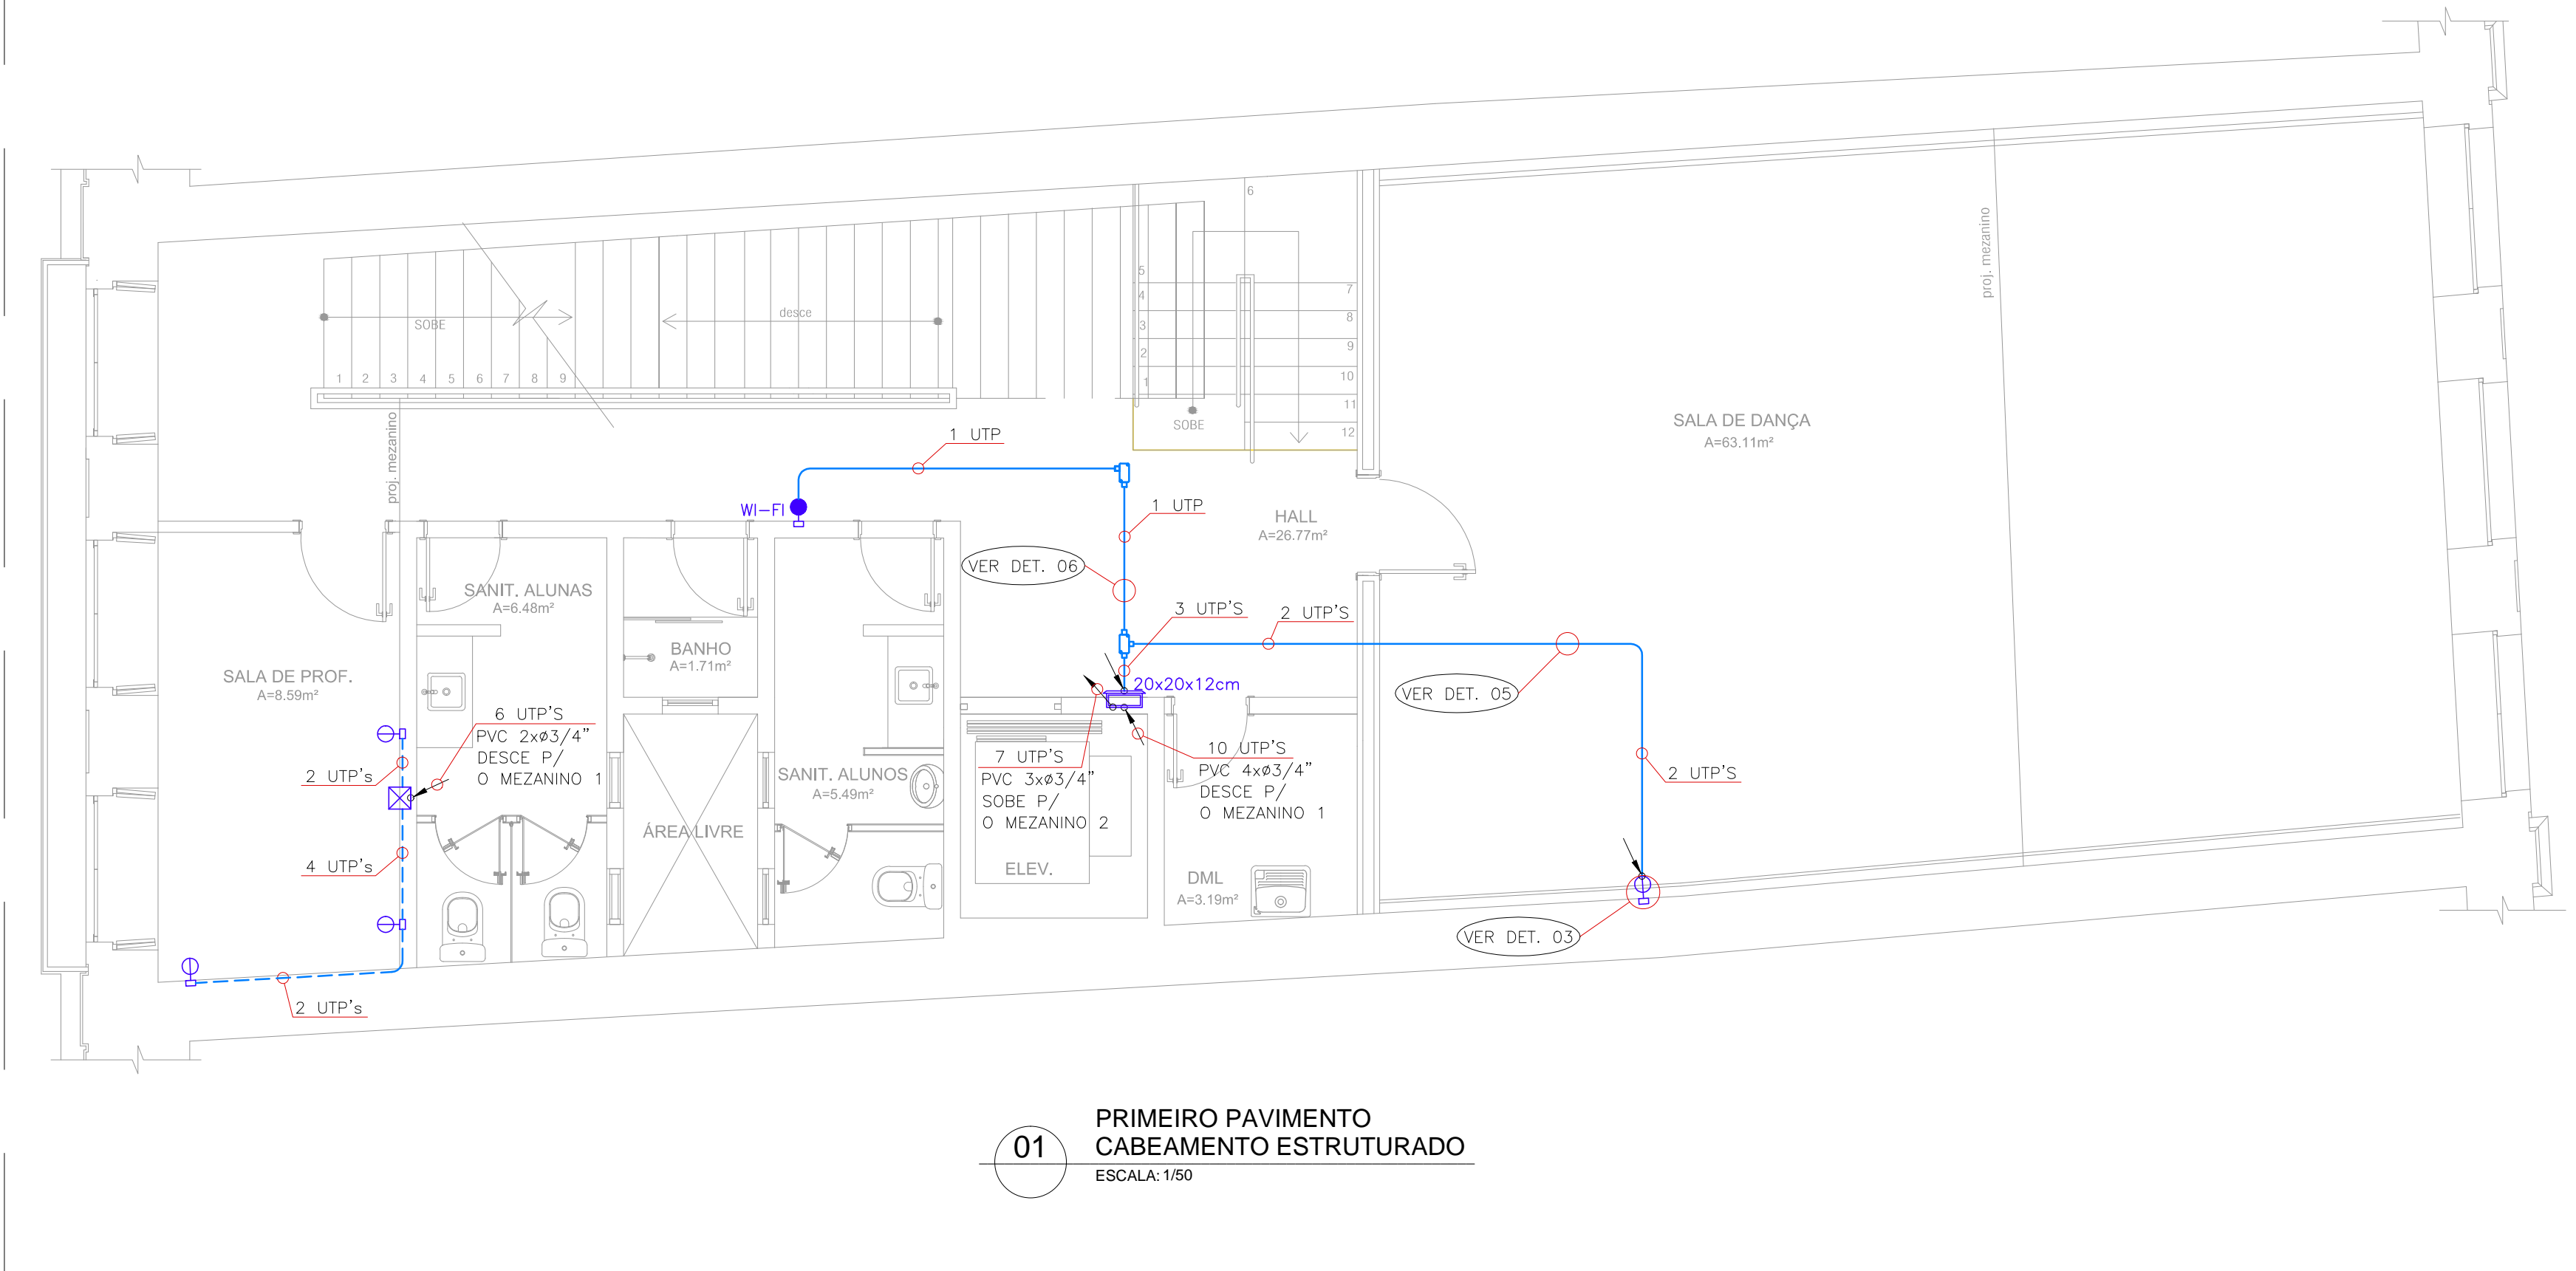 6
proj. mezanino
5
4
3
2
1
7
8
9
10
11
12
SOBE
desce
SOBE
1 2 3 4 5 6 7 8 9
proj. mezanino
SALA DE DANÇA
A=63.11m²
1 UTP
WI-FI
1 UTP
HALL
A=26.77m²
VER DET. 06
SANIT. ALUNAS
A=6.48m²
3 UTP'S
2 UTP'S
BANHO
A=1.71m²
SALA DE PROF.
A=8.59m²
20x20x12cm
VER DET. 05
6 UTP'S
PVC 2xø3/4"
DESCE P/
O MEZANINO 1
2 UTP's
7 UTP'S
PVC 3xø3/4"
SOBE P/
O MEZANINO 2
10 UTP'S
PVC 4xø3/4"
DESCE P/
O MEZANINO 1
2 UTP'S
SANIT. ALUNOS
A=5.49m²
ÁREA LIVRE
4 UTP's
ELEV.
DML
A=3.19m²
VER DET. 03
2 UTP's
01
PRIMEIRO PAVIMENTO
CABEAMENTO ESTRUTURADO
ESCALA: 1/50